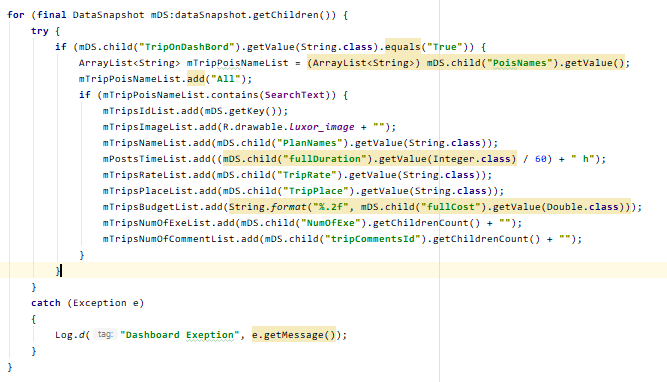 for (final DataSnapshot mDS:dataSnapshot.getChildren()) {
    try {
        if (mDS.child("TripOnDashBord").getValue(String.class).equals("True")) {
            ArrayList<String> mTripPoisNameList = (ArrayList<String>) mDS.child("PoisNames").getValue();
            mTripPoisNameList.add("All");
            if (mTripPoisNameList.contains(SearchText)) {
                mTripsIdList.add(mDS.getKey());
                mTripsImageList.add(R.drawable.luxor_image + "");
                mTripsNameList.add(mDS.child("PlanNames").getValue(String.class));
                mPostsTimeList.add((mDS.child("fullDuration").getValue(Integer.class) / 60) + " h");
                mTripsRateList.add(mDS.child("TripRate").getValue(String.class));
                mTripsPlaceList.add(mDS.child("TripPlace").getValue(String.class));
                mTripsBudgetList.add(String.format("%.2f", mDS.child("fullCost").getValue(Double.class)));
                mTripsNumOfExeList.add(mDS.child("NumOfExe").getChildrenCount() + "");
                mTripsNumOfCommentList.add(mDS.child("tripCommentsId").getChildrenCount() + "");
            }
        }
    }
    catch (Exception e)
    {
        Log.d( tag: "Dashboard Exeption", e.getMessage());
    }
}